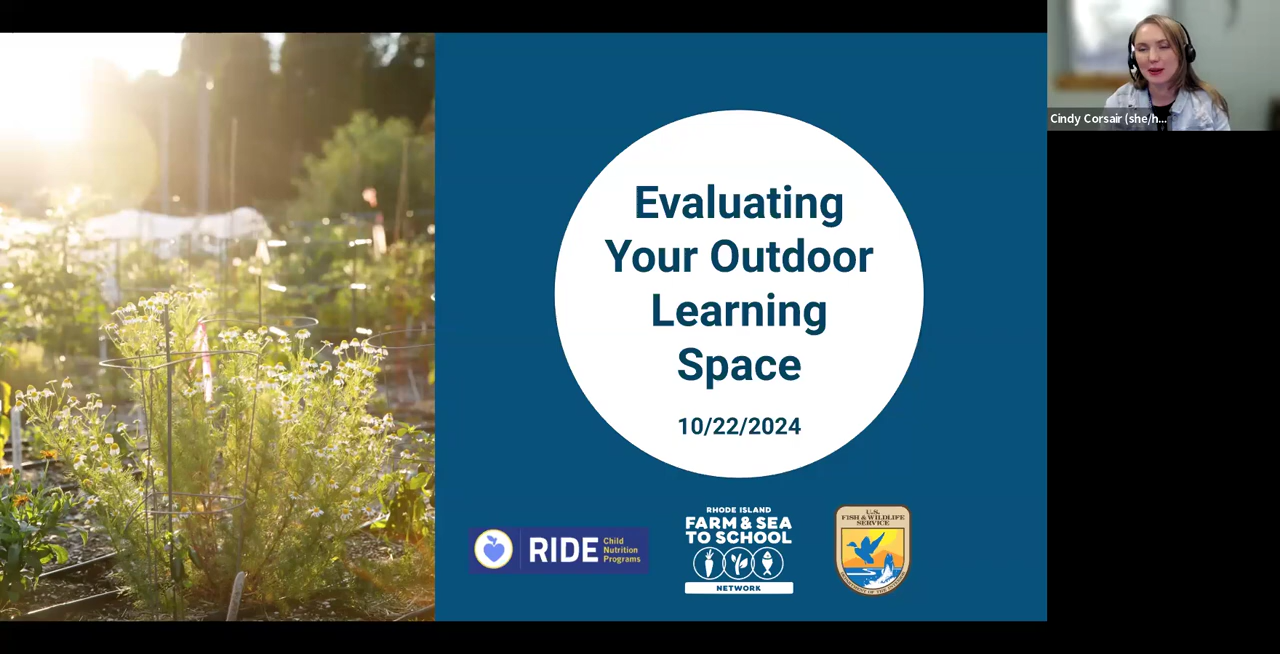 Cindy Corsair (she/h...
Evaluating
Your Outdoor
Learning
Space
10/22/2024
RIDE
Child
Nutrition
Programs
RHODE ISLAND
FARM & SEA
TO SCHOOL
NETWORK
U.S.
FISH & WILDLIFE
SERVICE